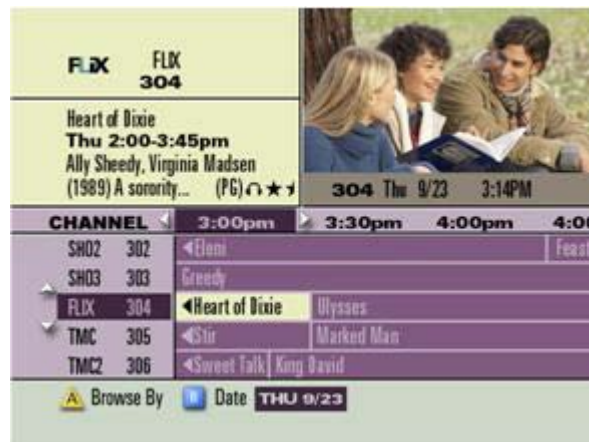 FLiX FLIX
304
Heart of Dixie
Thu 2:00-3:45pm
Ally Sheedy, Virginia Madsen
(1989) A sorority... (PG)
304 Thu 9/23 3:14PM
CHANNEL 3:00pm 3:30pm 4:00pm 4:0
SHO2 302 Eleni Feast
SHO3 303 Greedy
FLIX 304 Heart of Dixie Ulysses
TMC 305 Stir Marked Man
TMC2 306 Sweet Talk King David
A Browse By B Date THU 9/23